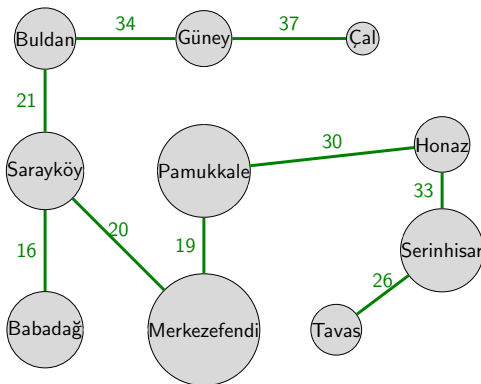 Buldan
34
Güney
37
Çal
21
Sarayköy
Pamukkale
30
Honaz
33
16
20
19
Serinhisar
26
Babadağ
Merkezefendi
Tavas